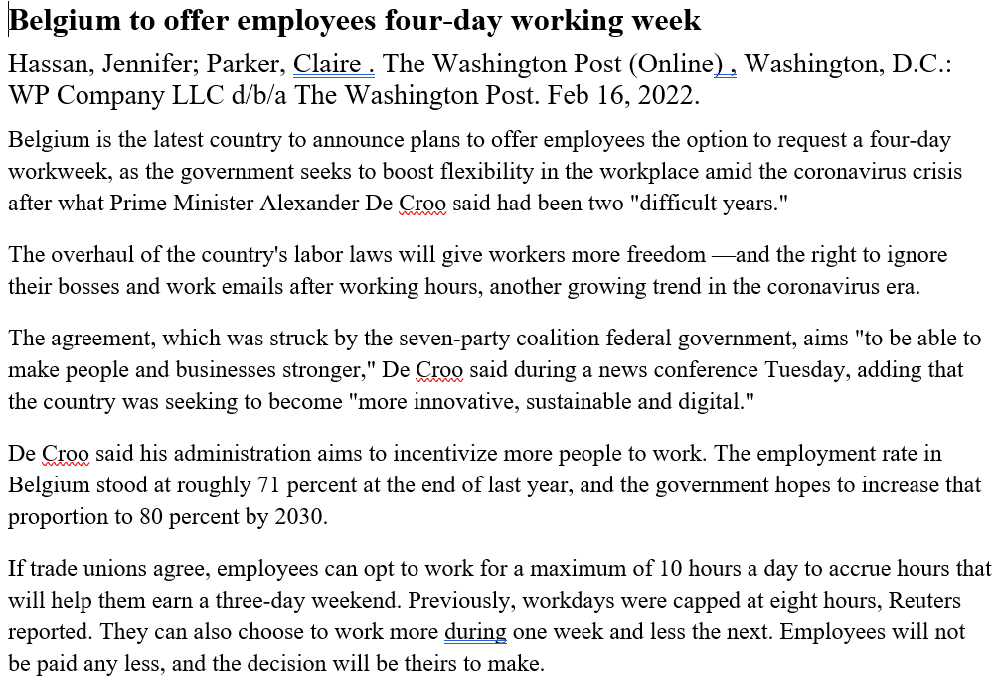 Belgium to offer employees four-day working week
Hassan, Jennifer; Parker, Claire . The Washington Post (Online) , Washington, D.C.:
WP Company LLC d/b/a The Washington Post. Feb 16, 2022.
Belgium is the latest country to announce plans to offer employees the option to request a four-day
workweek, as the government seeks to boost flexibility in the workplace amid the coronavirus crisis
after what Prime Minister Alexander De Croo said had been two "difficult years."
The overhaul of the country's labor laws will give workers more freedom —and the right to ignore
their bosses and work emails after working hours, another growing trend in the coronavirus era.
The agreement, which was struck by the seven-party coalition federal government, aims "to be able to
make people and businesses stronger," De Croo said during a news conference Tuesday, adding that
the country was seeking to become "more innovative, sustainable and digital."
De Croo said his administration aims to incentivize more people to work. The employment rate in
Belgium stood at roughly 71 percent at the end of last year, and the government hopes to increase that
proportion to 80 percent by 2030.
If trade unions agree, employees can opt to work for a maximum of 10 hours a day to accrue hours that
will help them earn a three-day weekend. Previously, workdays were capped at eight hours, Reuters
reported. They can also choose to work more during one week and less the next. Employees will not
be paid any less, and the decision will be theirs to make.